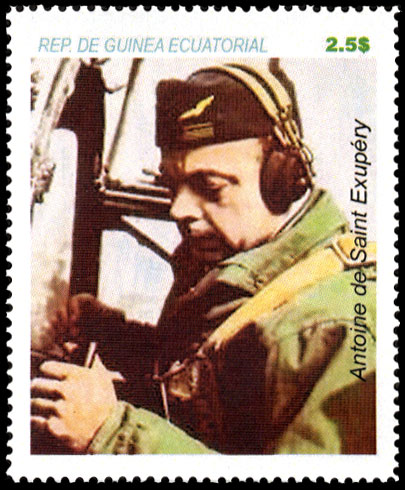 REP. DE GUINEA ECUATORIAL
2.5$
Antoine de Saint Exupéry